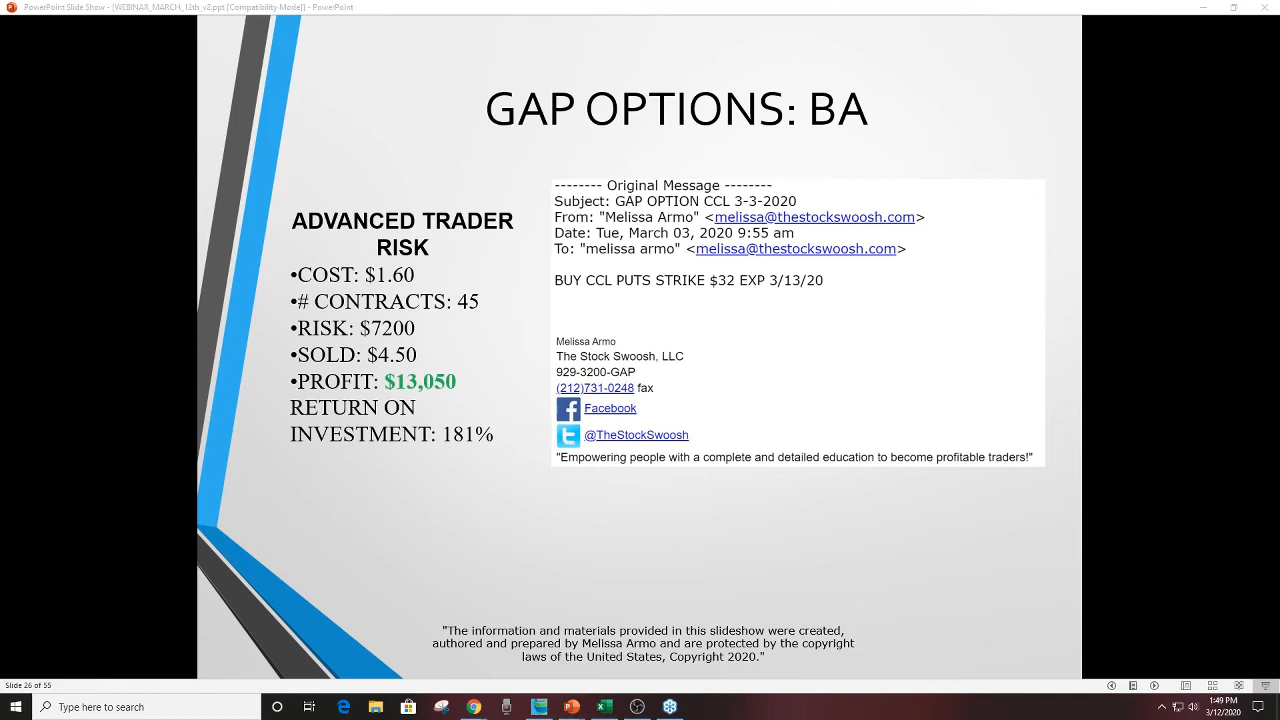 PowerPoint Slide Show - [WEBINAR_MARCH_12th_v2.ppt [Compatibility Mode]] - PowerPoint
GAP OPTIONS: BA
ADVANCED TRADER
RISK
•COST: $1.60
•# CONTRACTS: 45
•RISK: $7200
•SOLD: $4.50
•PROFIT: $13,050
RETURN ON
INVESTMENT: 181%
-------- Original Message --------
Subject: GAP OPTION CCL 3-3-2020
From: "Melissa Armo" <melissa@thestockswoosh.com>
Date: Tue, March 03, 2020 9:55 am
To: "melissa armo" <melissa@thestockswoosh.com>
BUY CCL PUTS STRIKE $32 EXP 3/13/20
Melissa Armo
The Stock Swoosh, LLC
929-3200-GAP
(212)731-0248 fax
Facebook
@TheStockSwoosh
"Empowering people with a complete and detailed education to become profitable traders!"
"The information and materials provided in this slideshow were created,
authored and prepared by Melissa Armo and are protected by the copyright
laws of the United States, Copyright 2020."
Slide 26 of 55
Type here to search
1:49 PM
3/12/2020